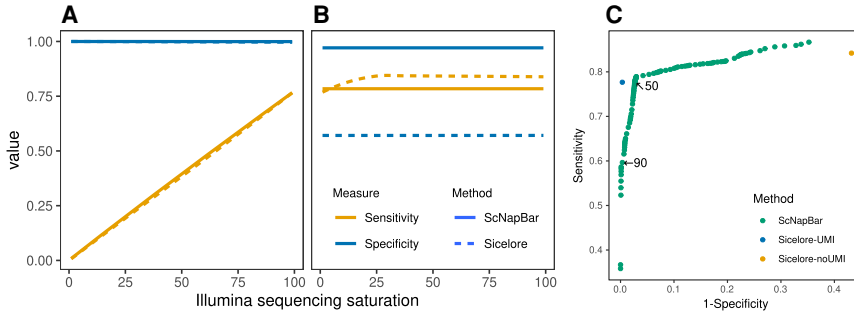 A
B
C
value
1.00
0.75
0.50
0.25
0.00
0
25
50
75
100
0
25
50
75
100
Illumina sequencing saturation
Measure
Sensitivity
Specificity
Method
ScNapBar
Sicelore
Sensitivity
0.8
0.7
0.6
0.5
0.4
50
90
Method
ScNapBar
Sicelore-UMI
Sicelore-noUMI
0.0
0.1
0.2
0.3
0.4
1-Specificity